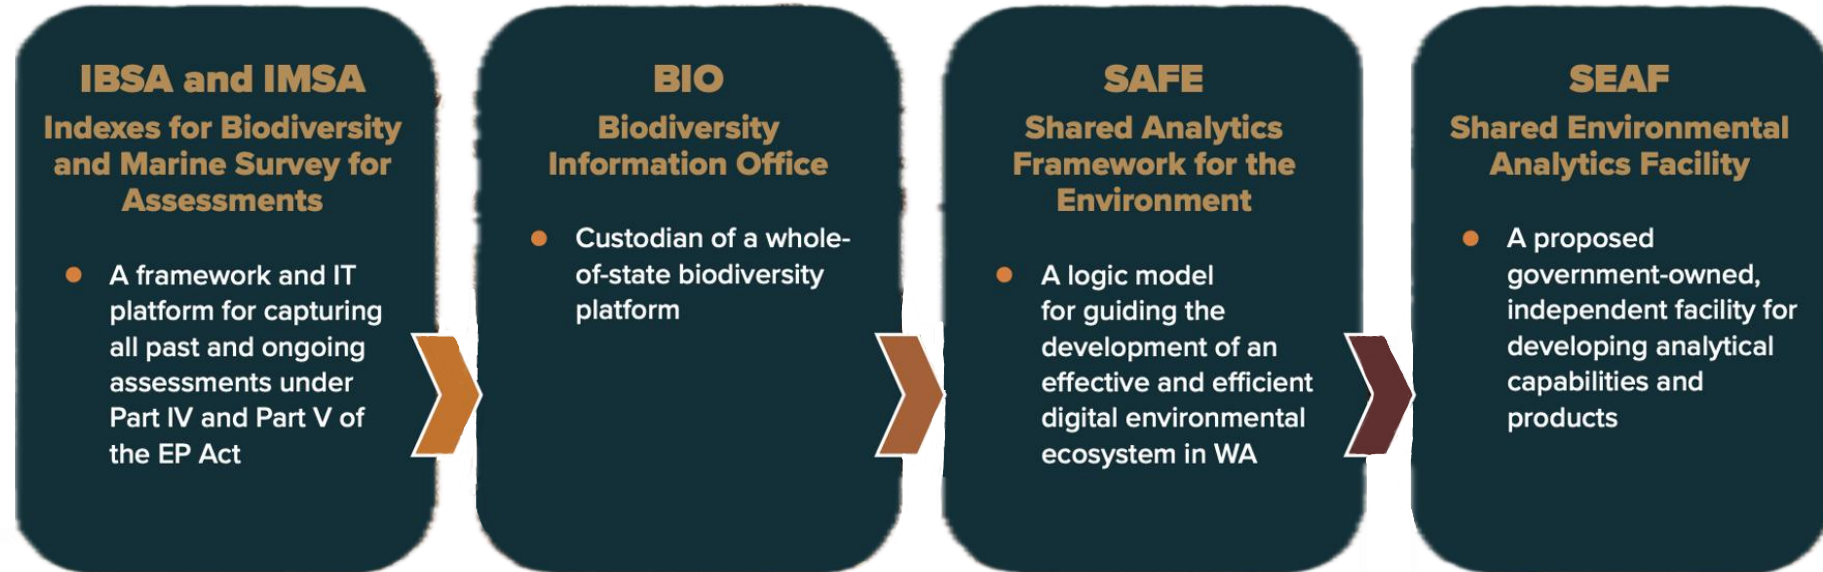 IBSA and IMSA
Indexes for Biodiversity
and Marine Survey for
Assessments
● A framework and IT
platform for capturing
all past and ongoing
assessments under
Part IV and Part V of
the EP Act
BIO
Biodiversity
Information Office
● Custodian of a whole-
of-state biodiversity
platform
SAFE
Shared Analytics
Framework for the
Environment
● A logic model
for guiding the
development of an
effective and efficient
digital environmental
ecosystem in WA
SEAF
Shared Environmental
Analytics Facility
● A proposed
government-owned,
independent facility for
developing analytical
capabilities and
products